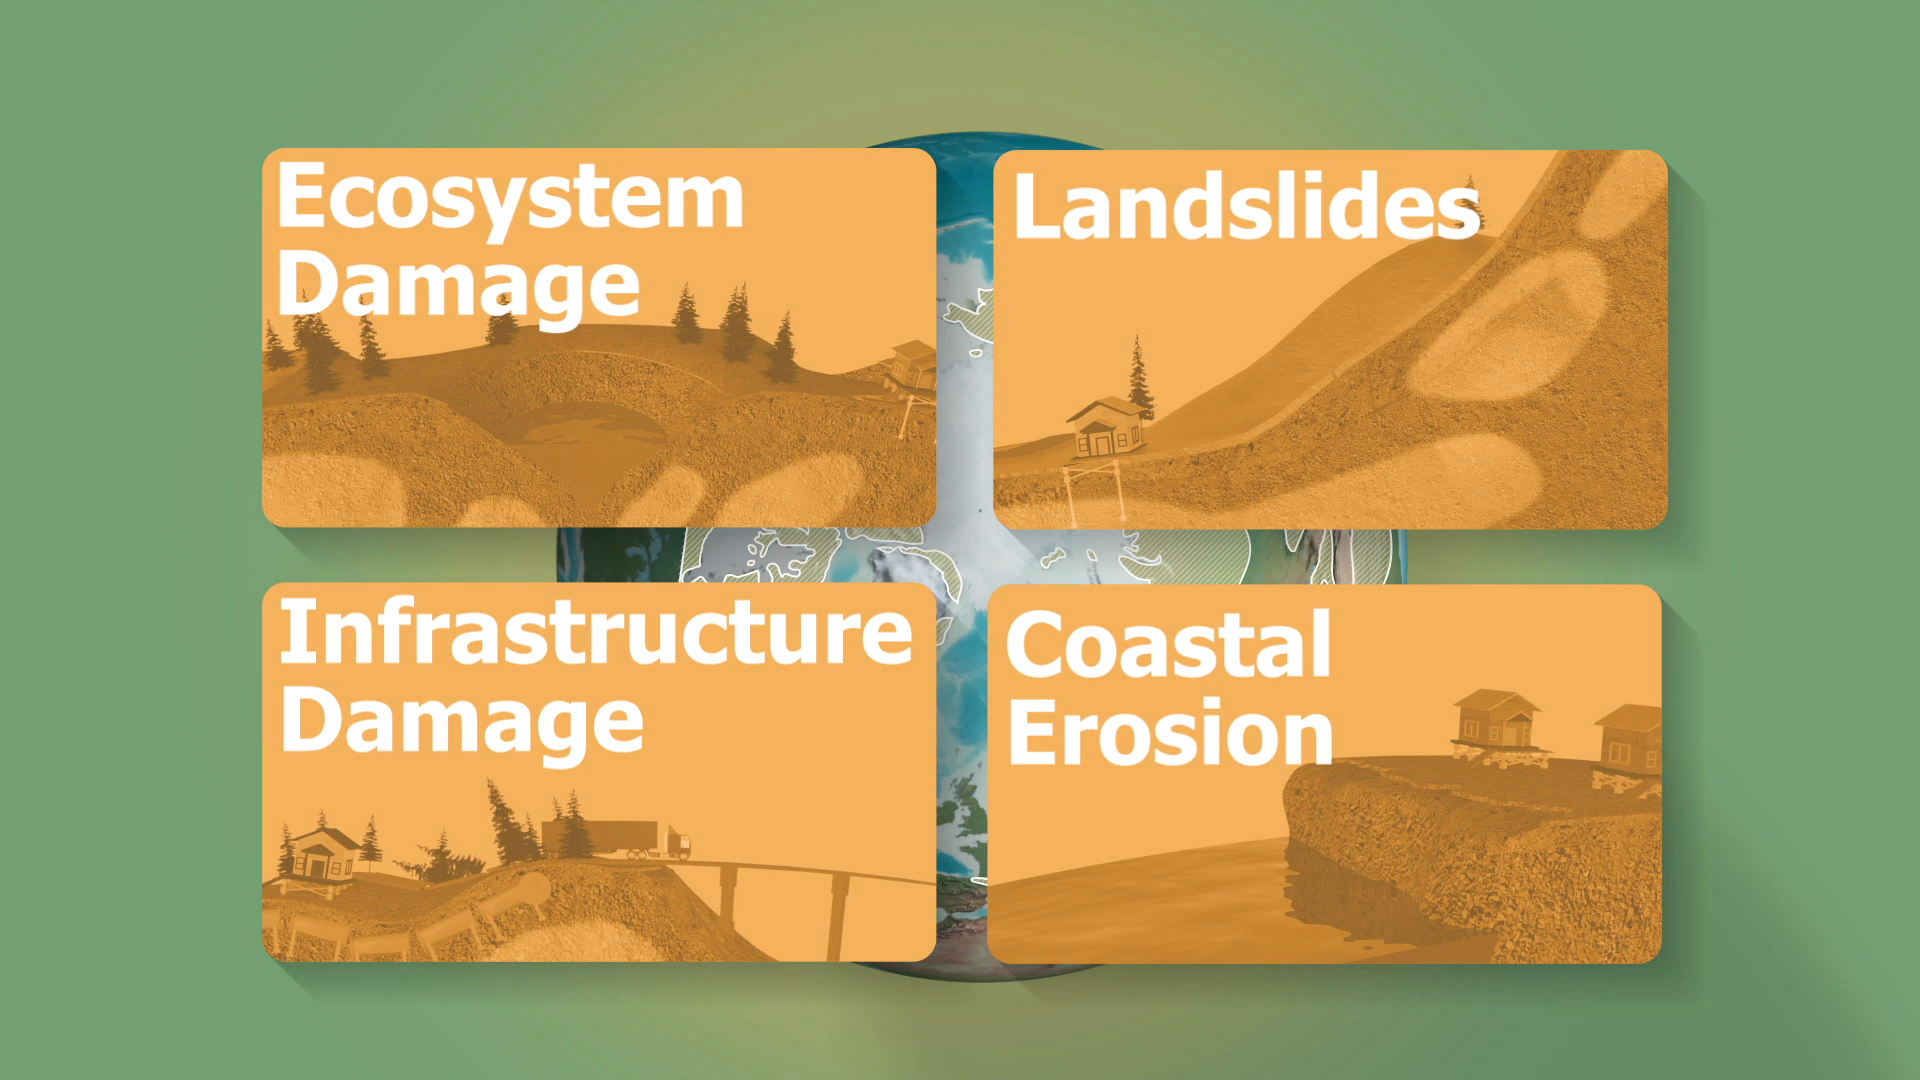 Ecosystem
Damage
Landslides
Infrastructure
Damage
Coastal
Erosion